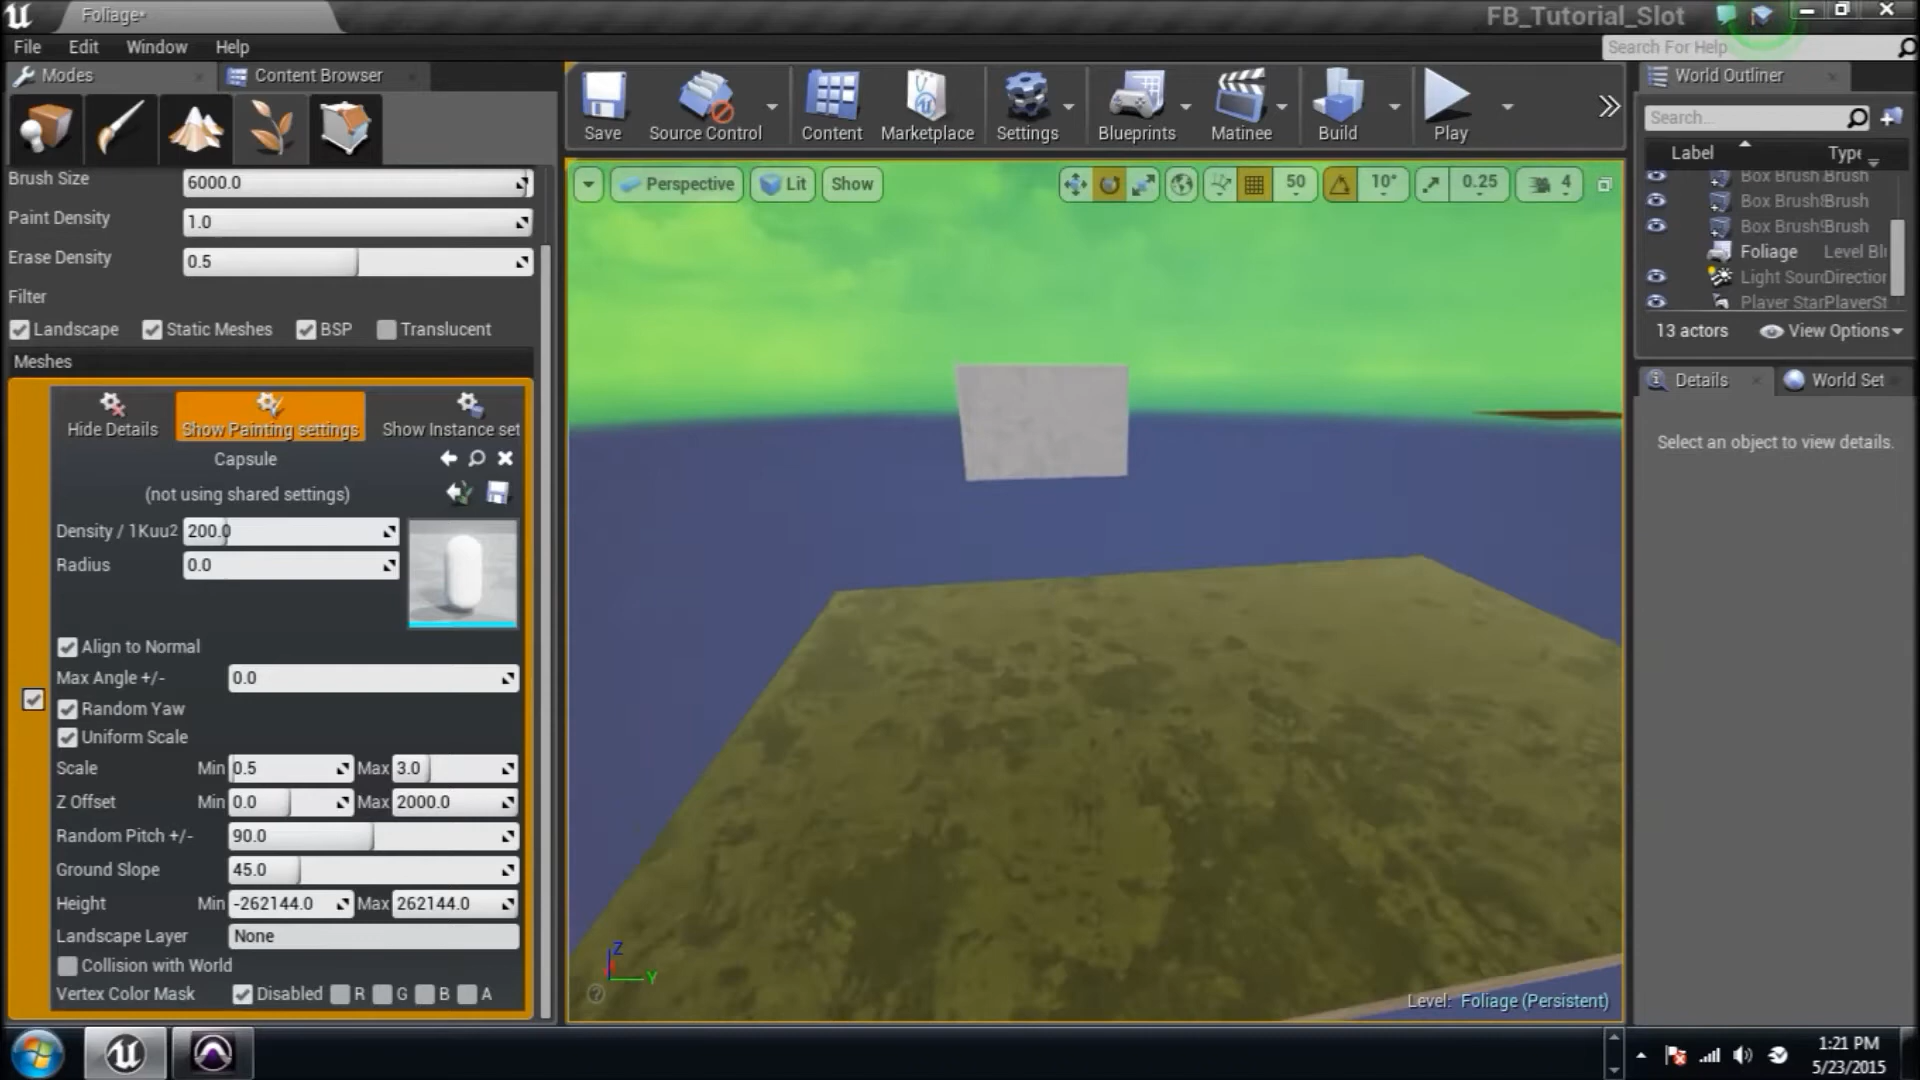 Foliage*
FB_Tutorial_Slot
File Edit Window Help
Search For Help
Modes
Content Browser
World Outliner
Save
Source Control
Content
Marketplace
Settings
Blueprints
Matinee
Build
Play
Search...
Label Type
Brush Size 6000.0
Paint Density 1.0
Erase Density 0.5
Filter
Landscape Static Meshes BSP Translucent
Meshes
Hide Details
Show Painting settings
Show Instance set
Capsule
(not using shared settings)
Density / 1Kuu2 200.0
Radius 0.0
Align to Normal
Max Angle +/- 0.0
Random Yaw
Uniform Scale
Scale Min 0.5 Max 3.0
Z Offset Min 0.0 Max 2000.0
Random Pitch +/- 90.0
Ground Slope 45.0
Height Min -262144.0 Max 262144.0
Landscape Layer None
Collision with World
Vertex Color Mask Disabled R G B A
Perspective Lit Show
50 10° 0.25 4
Z
Y
Level: Foliage (Persistent)
Box Brush Brush
Box Brush Brush
Box Brush Brush
Foliage Level Bl
Light Sour Direction
Player Star PlayerSt
13 actors View Options
Details World Set
Select an object to view details.
1:21 PM
5/23/2015